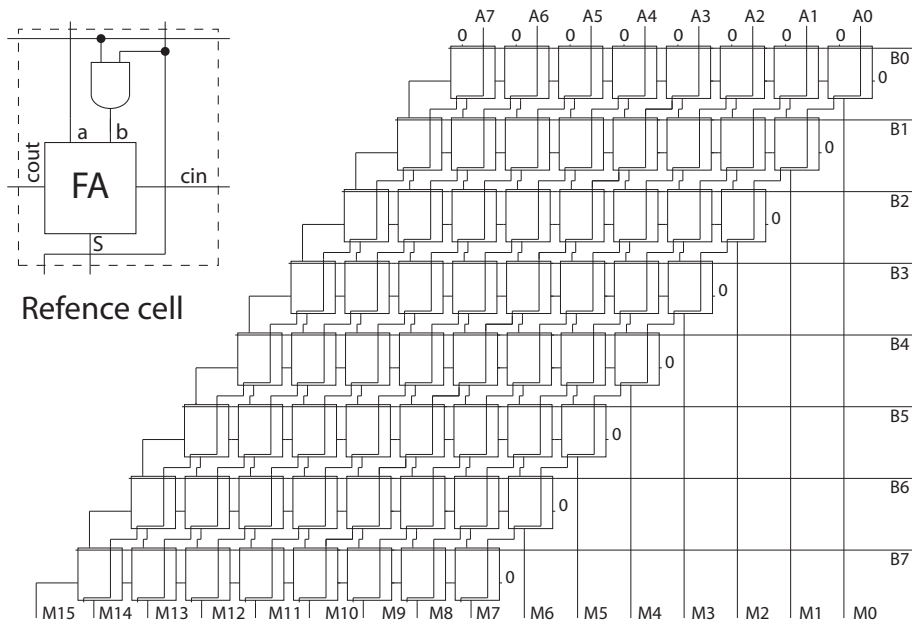 A7 A6 A5 A4 A3 A2 A1 A0
0 0 0 0 0 0 0 0
B0
0
a b
cout
FA
cin
S
B1
0
B2
0
Refence cell
B3
0
B4
0
B5
0
B6
0
B7
0
M15 M14 M13 M12 M11 M10 M9 M8 M7 M6 M5 M4 M3 M2 M1 M0